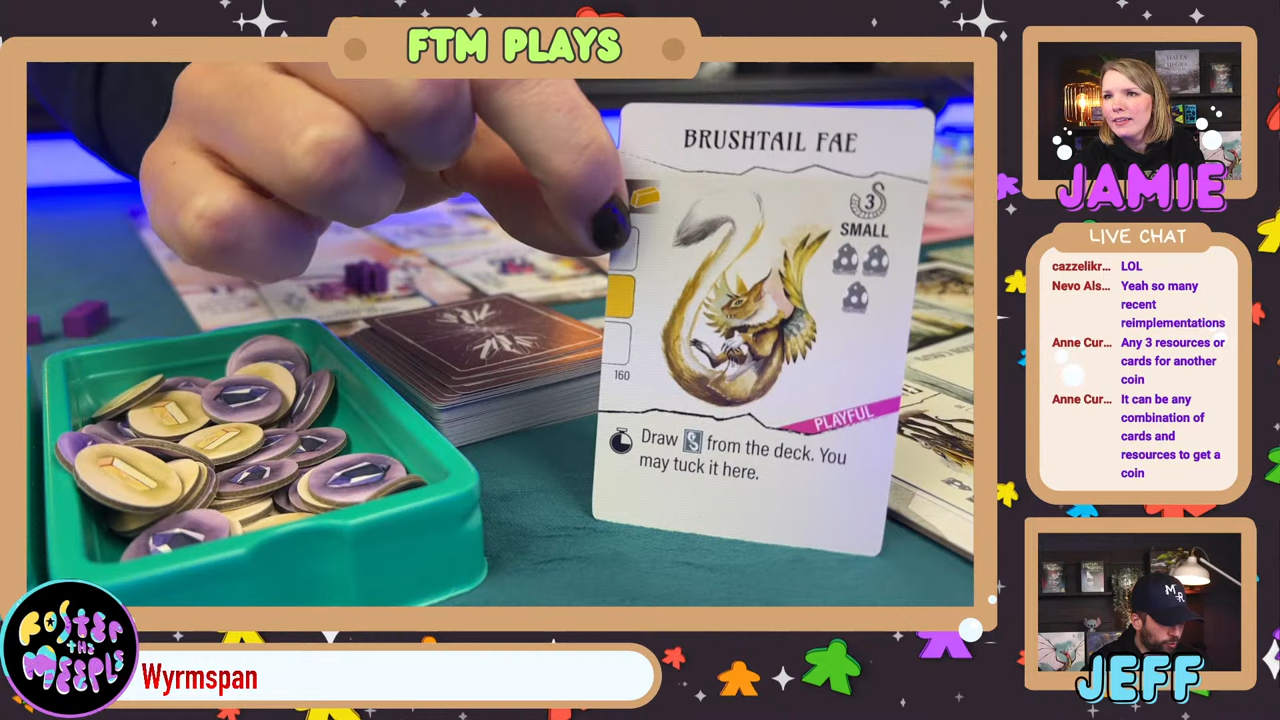 FTM PLAYS
BRUSHTAIL FAE
3
SMALL
160
PLAYFUL
Draw from the deck. You
may tuck it here.
JAMIE
LIVE CHAT
cazzelikr... LOL
Nevo Als... Yeah so many
recent
reimplementations
Anne Cur... Any 3 resources or
cards for another
coin
Anne Cur... It can be any
combination of
cards and
resources to get a
coin
M
R
JEFF
FOSTER
THE
MEEPLE
Wyrmspan